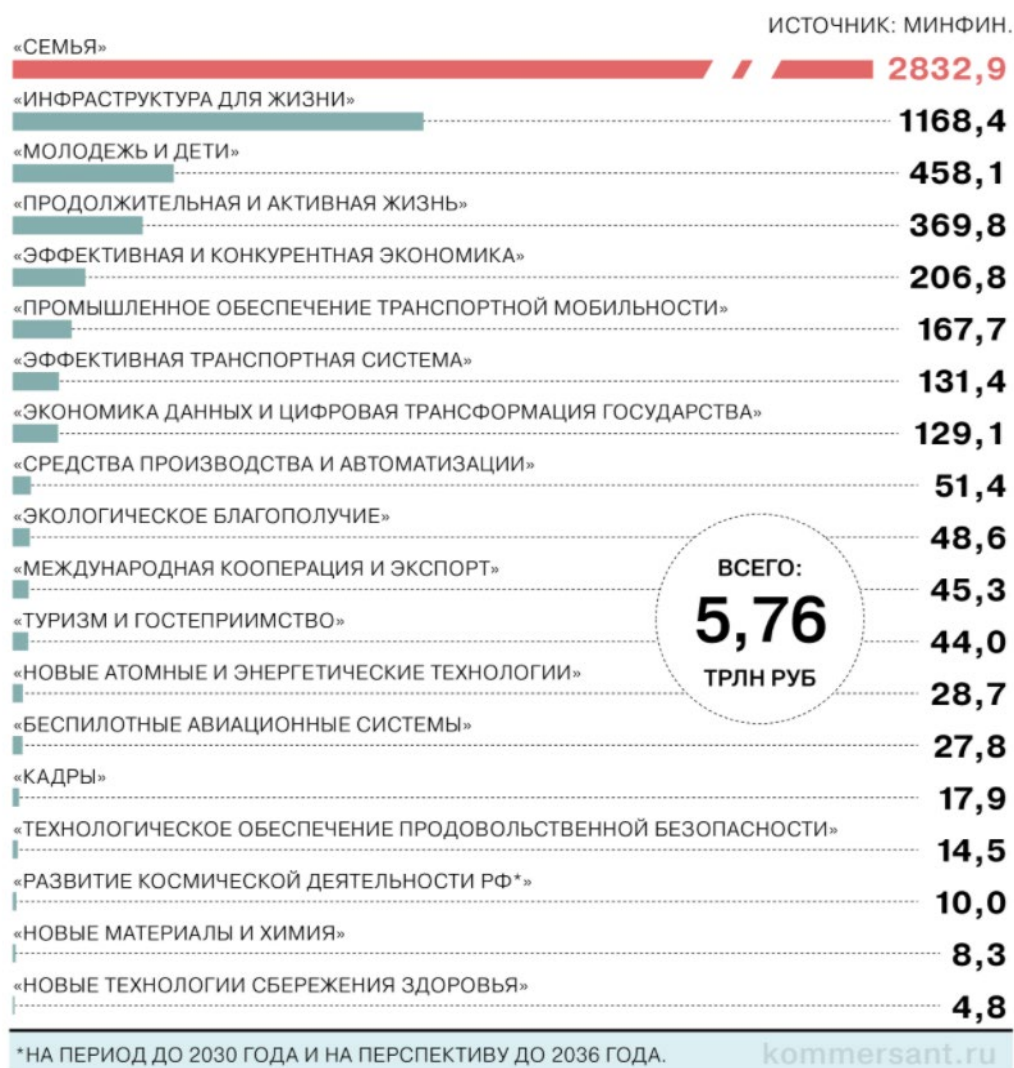 ИСТОЧНИК: МИНФИН.
«СЕМЬЯ»
2832,9
«ИНФРАСТРУКТУРА ДЛЯ ЖИЗНИ»
1168,4
«МОЛОДЕЖЬ И ДЕТИ»
458,1
«ПРОДОЛЖИТЕЛЬНАЯ И АКТИВНАЯ ЖИЗНЬ»
369,8
«ЭФФЕКТИВНАЯ И КОНКУРЕНТНАЯ ЭКОНОМИКА»
206,8
«ПРОМЫШЛЕННОЕ ОБЕСПЕЧЕНИЕ ТРАНСПОРТНОЙ МОБИЛЬНОСТИ»
167,7
«ЭФФЕКТИВНАЯ ТРАНСПОРТНАЯ СИСТЕМА»
131,4
«ЭКОНОМИКА ДАННЫХ И ЦИФРОВАЯ ТРАНСФОРМАЦИЯ ГОСУДАРСТВА»
129,1
«СРЕДСТВА ПРОИЗВОДСТВА И АВТОМАТИЗАЦИИ»
51,4
«ЭКОЛОГИЧЕСКОЕ БЛАГОПОЛУЧИЕ»
48,6
«МЕЖДУНАРОДНАЯ КООПЕРАЦИЯ И ЭКСПОРТ»
45,3
«ТУРИЗМ И ГОСТЕПРИИМСТВО»
44,0
«НОВЫЕ АТОМНЫЕ И ЭНЕРГЕТИЧЕСКИЕ ТЕХНОЛОГИИ»
28,7
«БЕСПИЛОТНЫЕ АВИАЦИОННЫЕ СИСТЕМЫ»
27,8
«КАДРЫ»
17,9
«ТЕХНОЛОГИЧЕСКОЕ ОБЕСПЕЧЕНИЕ ПРОДОВОЛЬСТВЕННОЙ БЕЗОПАСНОСТИ»
14,5
«РАЗВИТИЕ КОСМИЧЕСКОЙ ДЕЯТЕЛЬНОСТИ РФ*»
10,0
«НОВЫЕ МАТЕРИАЛЫ И ХИМИЯ»
8,3
«НОВЫЕ ТЕХНОЛОГИИ СБЕРЕЖЕНИЯ ЗДОРОВЬЯ»
4,8
ВСЕГО:
5,76
ТРЛН РУБ
*НА ПЕРИОД ДО 2030 ГОДА И НА ПЕРСПЕКТИВУ ДО 2036 ГОДА.
kommersant.ru